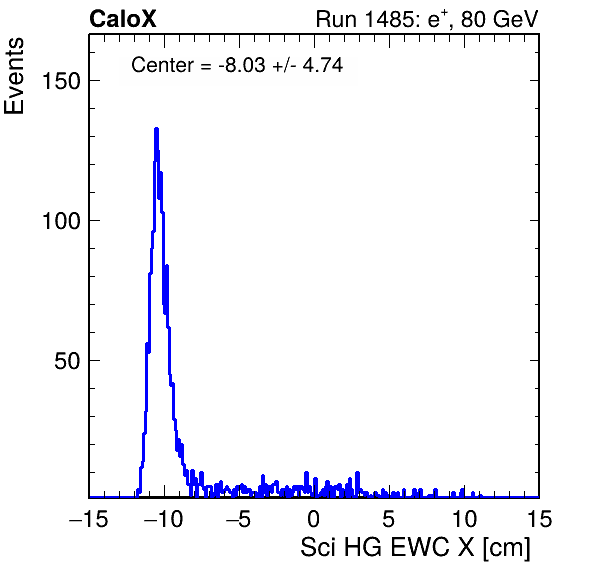 CaloX Run 1485: e⁺, 80 GeV
Center = -8.03 +/- 4.74
Events
150
100
50
−15 −10 −5 0 5 10 15
Sci HG EWC X [cm]